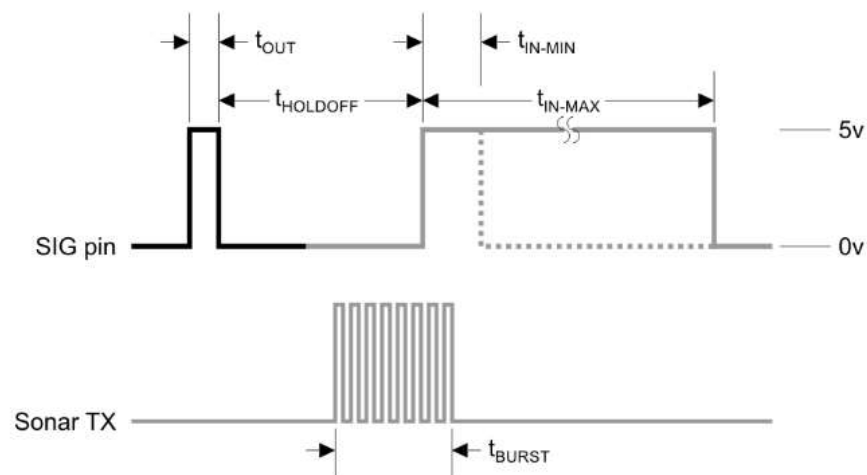 tOUT
tIN-MIN
tHOLDOFF
tIN-MAX
5v
SIG pin
0v
Sonar TX
tBURST